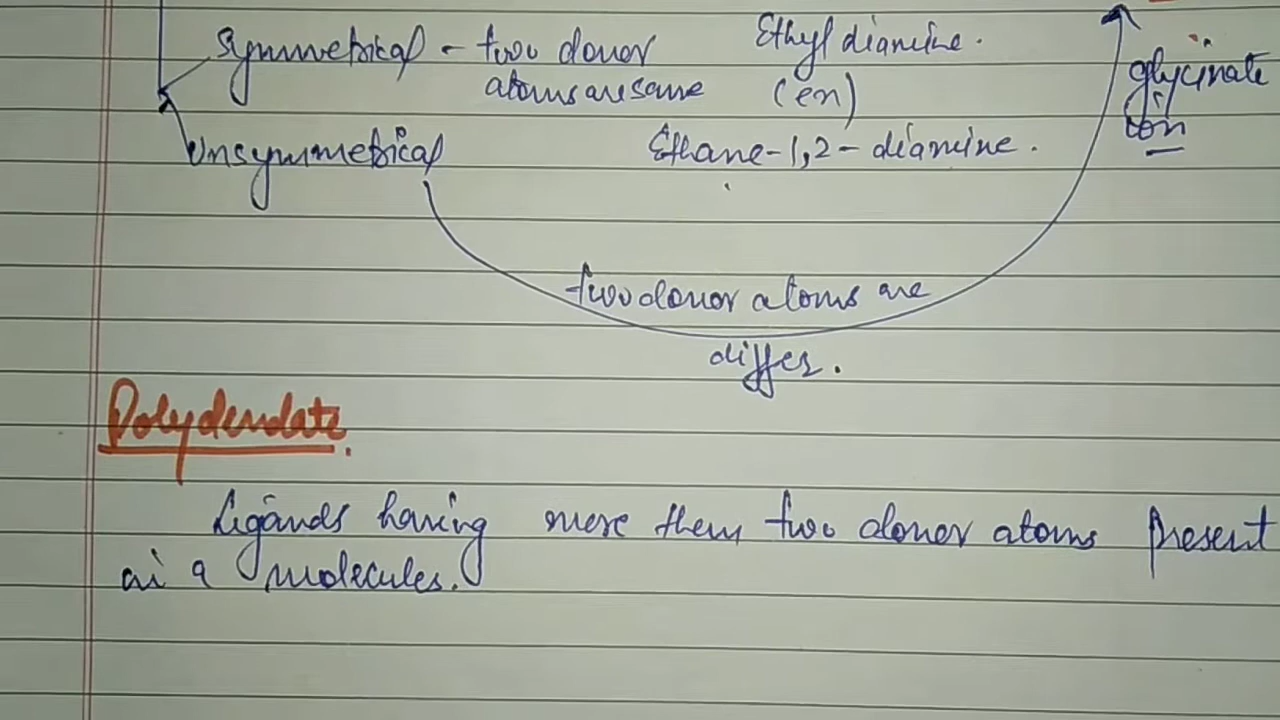 Symmetrical - two donor atoms are same
Ethyl diamine.
(en)
Ethane-1,2-diamine.
glycinate
ion
Unsymmetrical
two donor atoms are
differ.
Polydendate.
Ligands having more then two donor atoms present
in a molecules.